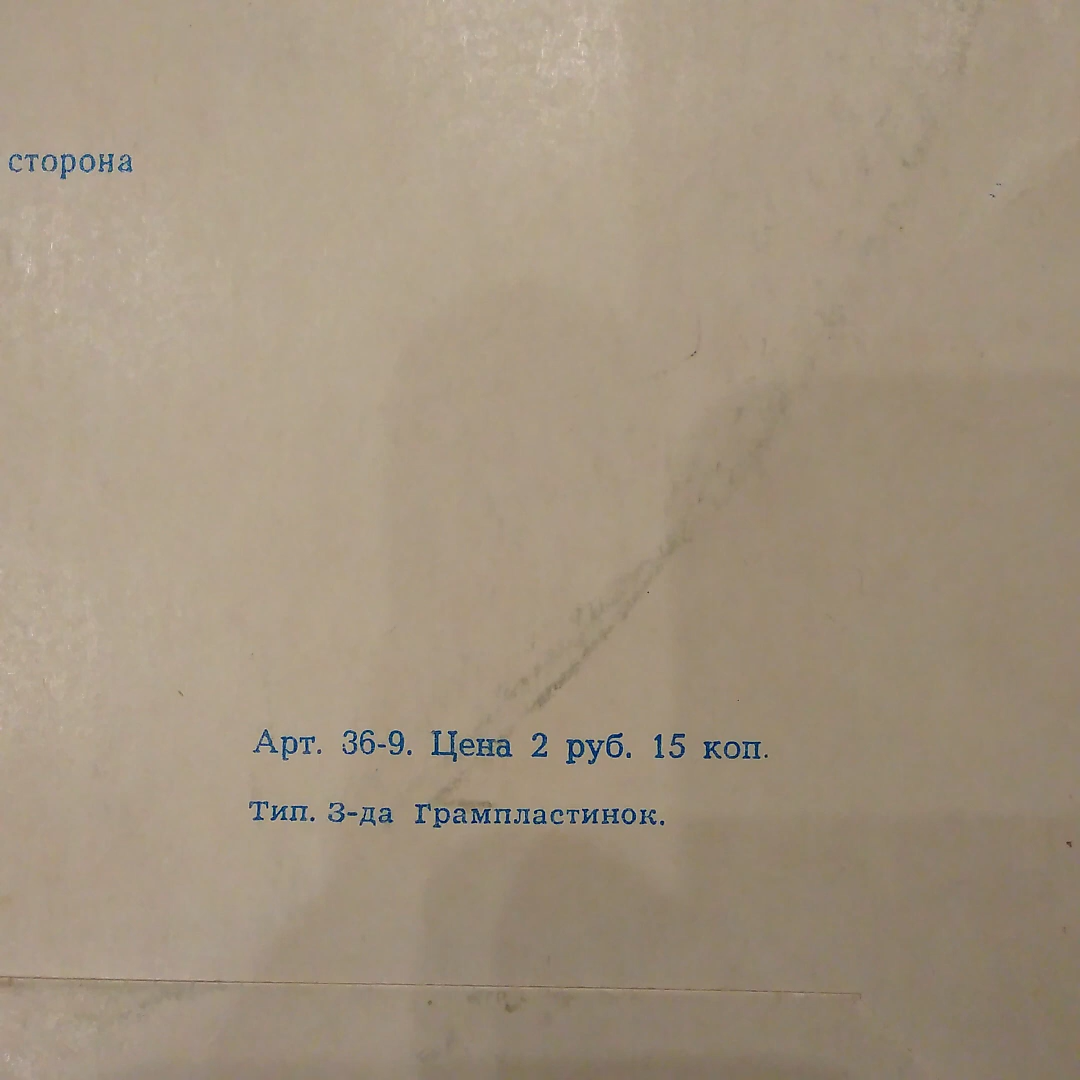 сторона
Арт. 36-9. Цена 2 руб. 15 коп.
Тип. З-да Грампластинок.